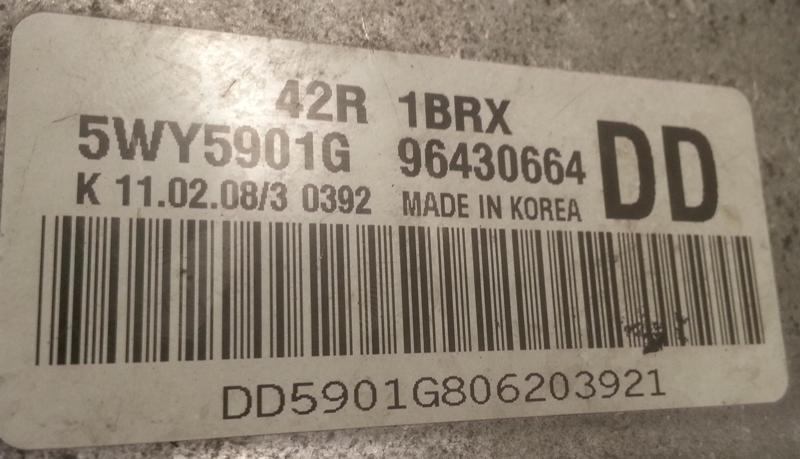 42R 1BRX
5WY5901G 96430664 DD
K 11.02.08/3 0392 MADE IN KOREA
DD5901G806203921